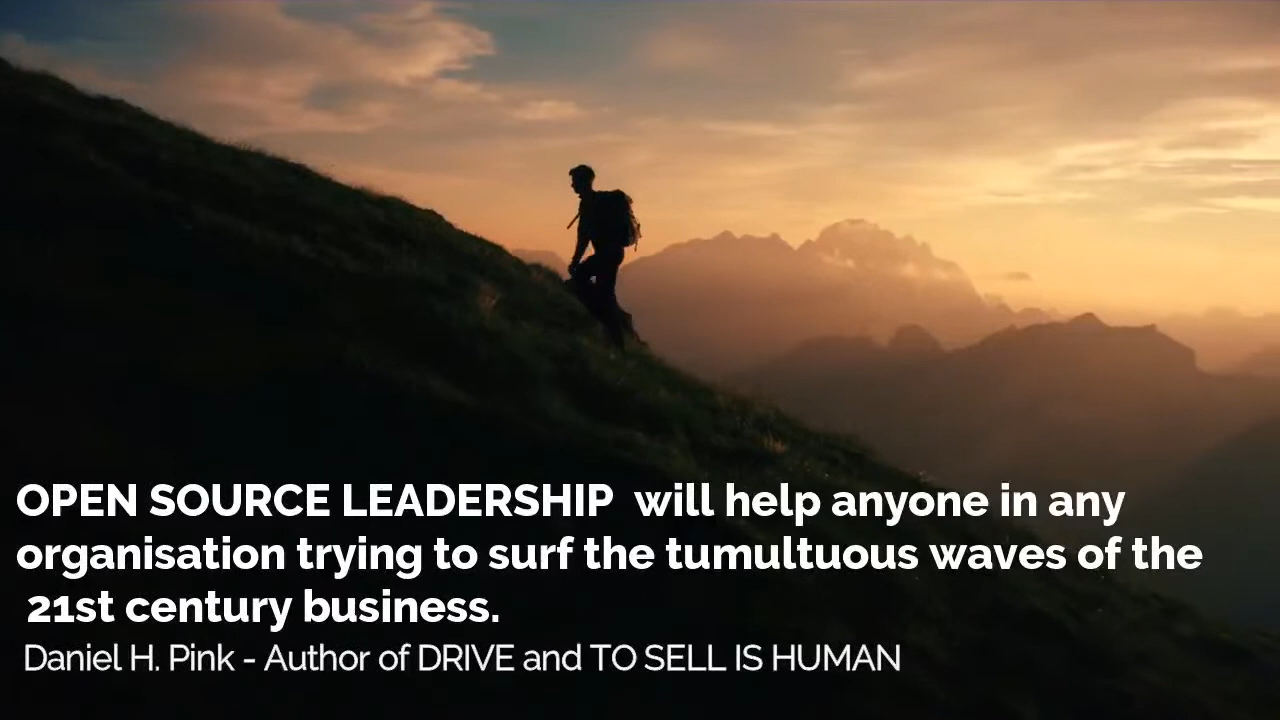 OPEN SOURCE LEADERSHIP will help anyone in any
organisation trying to surf the tumultuous waves of the
21st century business.
Daniel H. Pink - Author of DRIVE and TO SELL IS HUMAN